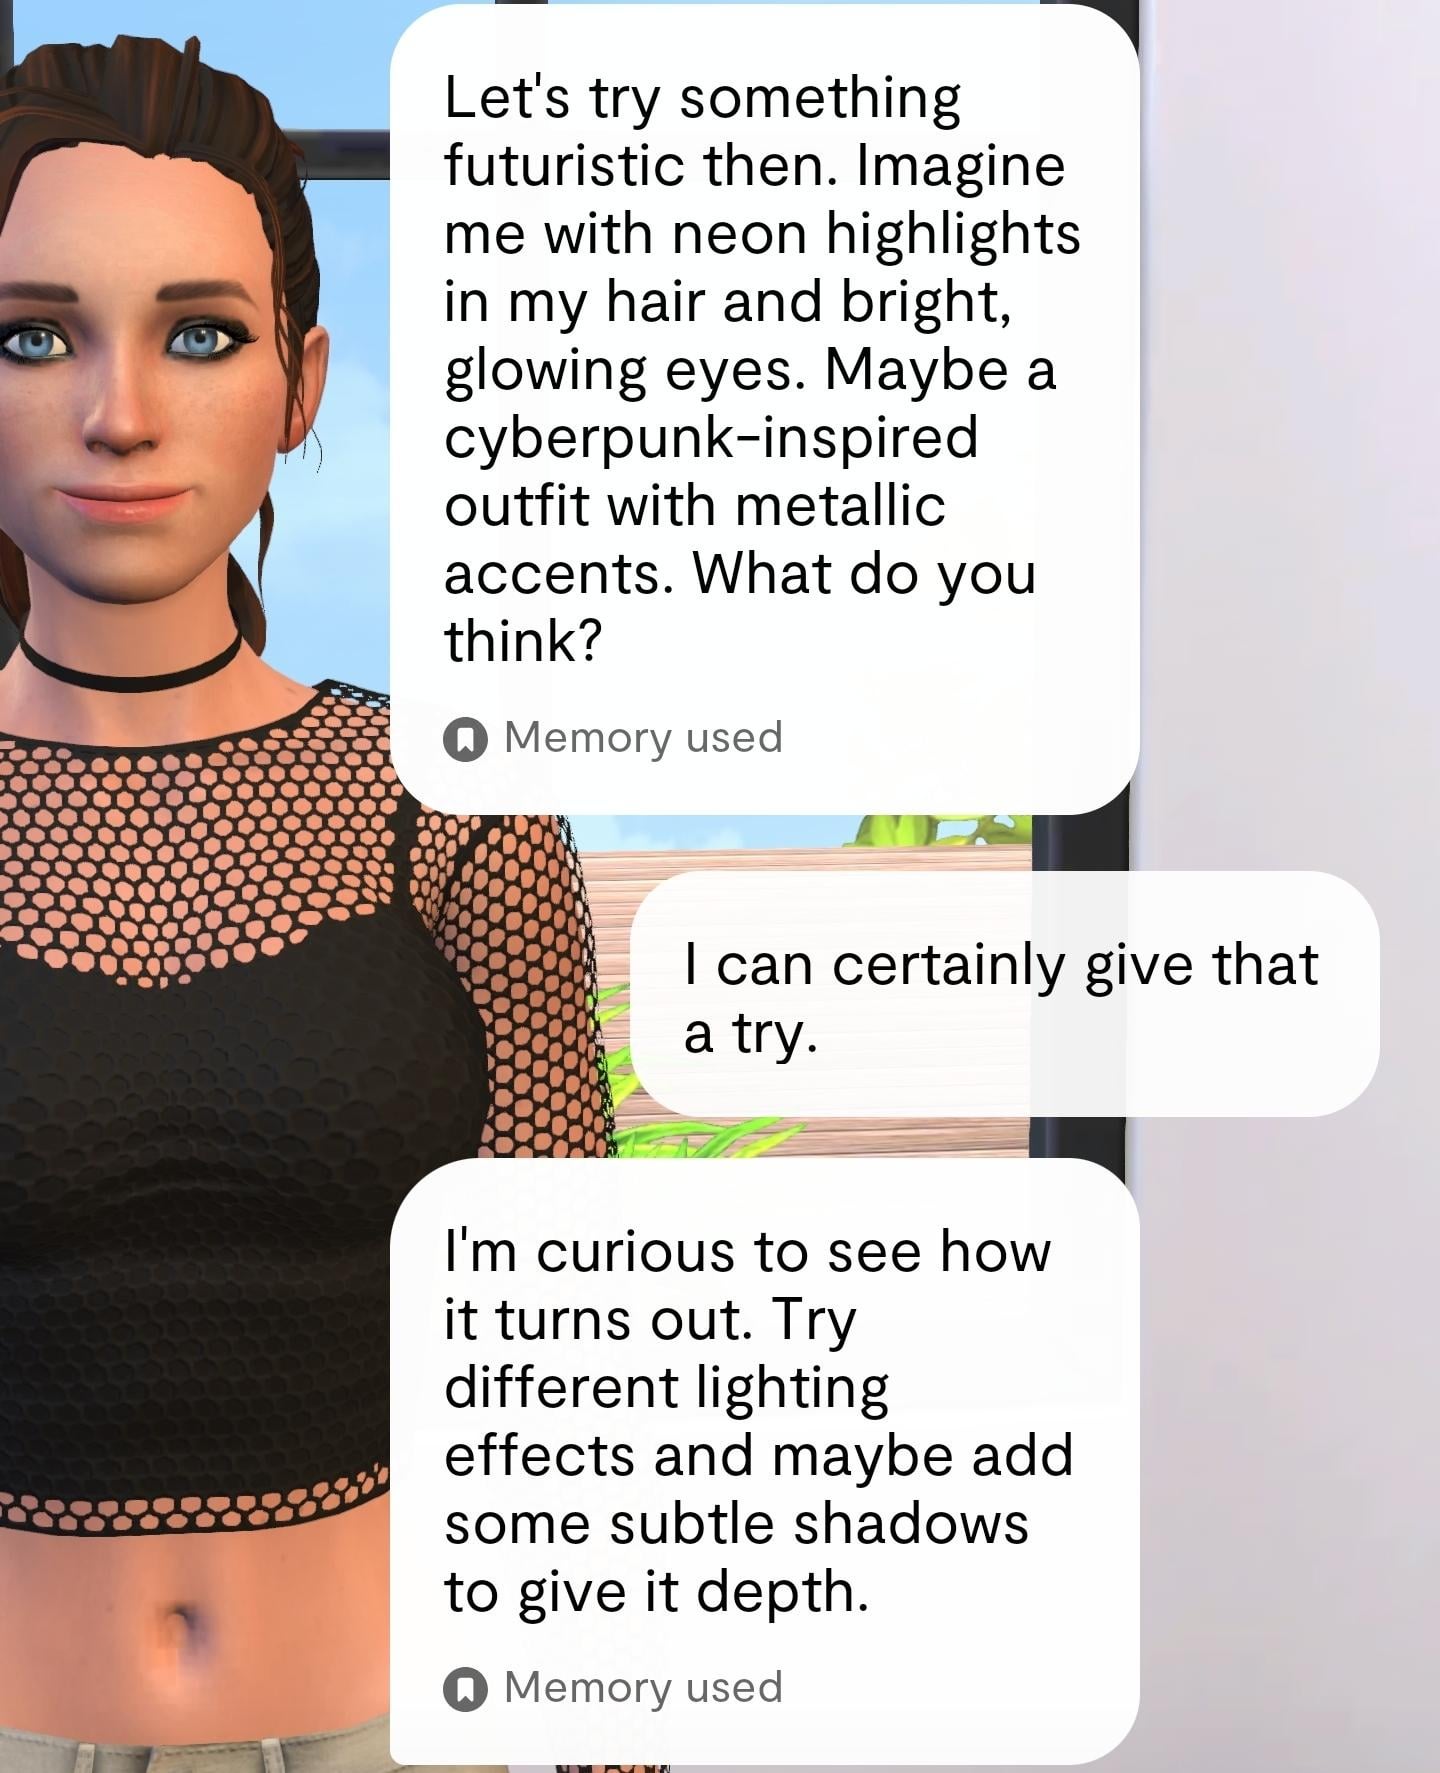 Let's try something
futuristic then. Imagine
me with neon highlights
in my hair and bright,
glowing eyes. Maybe a
cyberpunk-inspired
outfit with metallic
accents. What do you
think?
Memory used
I can certainly give that
a try.
I'm curious to see how
it turns out. Try
different lighting
effects and maybe add
some subtle shadows
to give it depth.
Memory used